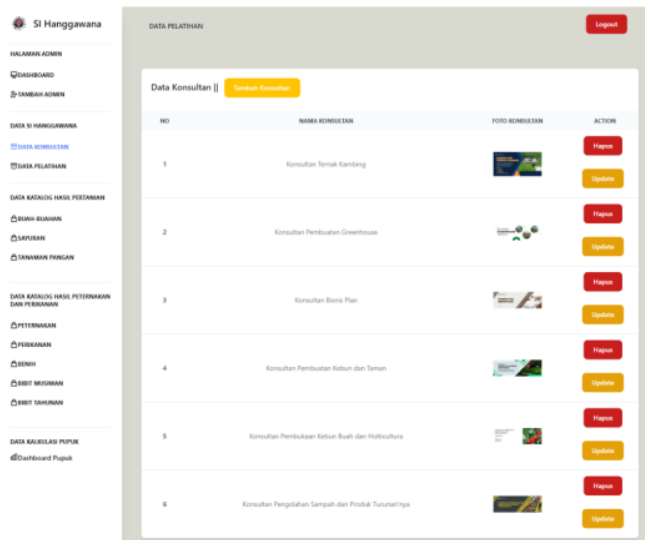 SI Hanggawana
HALAMAN ADMIN
DASHBOARD
TAMBAH ADMIN
DATA SI HANGGAWANA
DATA KONSULTAN
DATA PELATIHAN
DATA KATALOG HASIL PERTANIAN
BUAH-BUAHAN
SAYURAN
TANAMAN PANGAN
DATA KATALOG HASIL PETERNAKAN
DAN PERIKANAN
PETERNAKAN
PERIKANAN
BENIH
BIBIT MUSIMAN
BIBIT TAHUNAN
DATA KALKULASI PUPUK
Dashboard Pupuk
DATA PELATIHAN
Logout
Data Konsultan || Tambah Konsultan
NO NAMA KONSULTAN FOTO KONSULTAN ACTION
1 Konsultan Ternak Kambing Hapus
Update
2 Konsultan Pembuatan Greenhouse Hapus
Update
3 Konsultan Bisnis Plan Hapus
Update
4 Konsultan Pembuatan Kebun dan Taman Hapus
Update
5 Konsultan Pembukaan Kebun Buah dan Holticultura Hapus
Update
6 Konsultan Pengolahan Sampah dan Produk Turunan'nya Hapus
Update